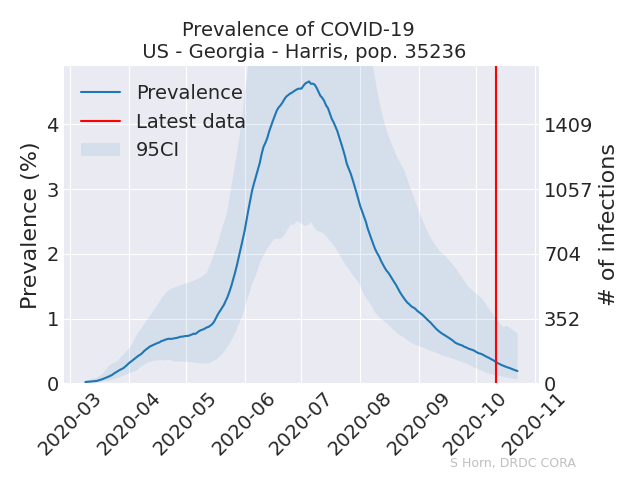 Prevalence of COVID-19
US - Georgia - Harris, pop. 35236
Prevalence
Latest data
95CI
Prevalence (%)
4
3
2
1
0
1409
1057
704
352
0
# of infections
2020-03
2020-04
2020-05
2020-06
2020-07
2020-08
2020-09
2020-10
2020-11
S Horn, DRDC CORA